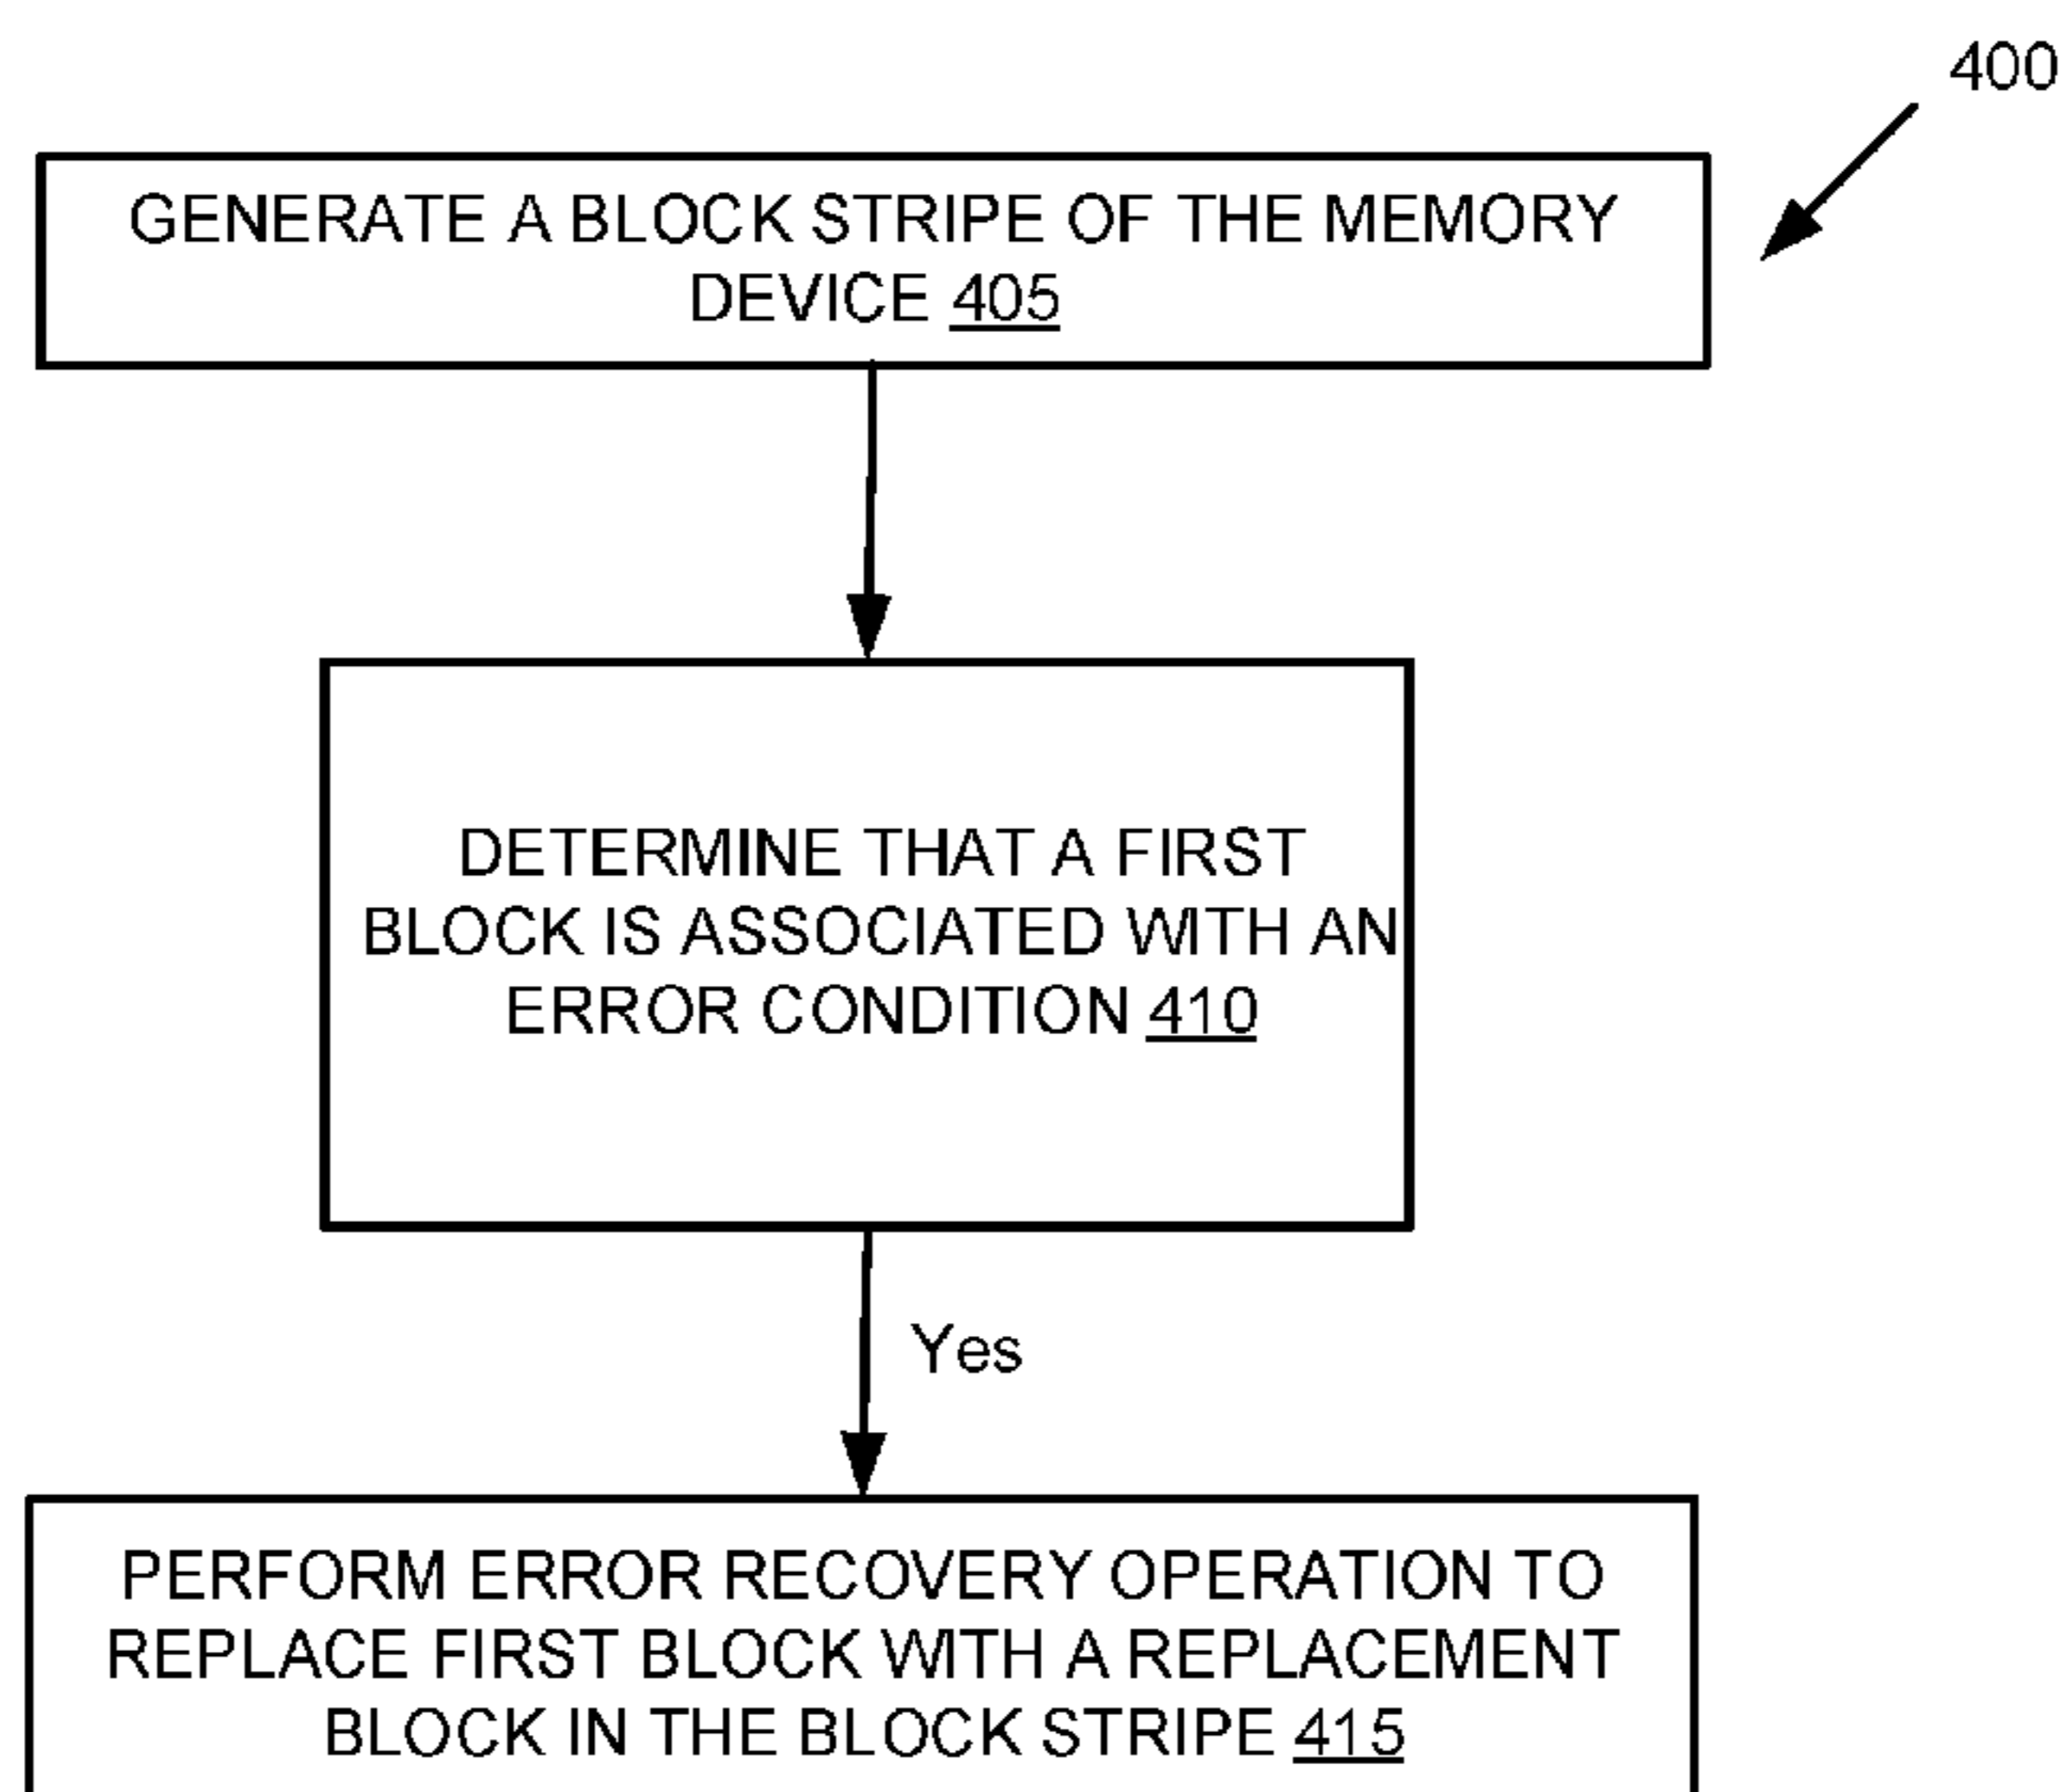 400
GENERATE A BLOCK STRIPE OF THE MEMORY
DEVICE 405
DETERMINE THAT A FIRST
BLOCK IS ASSOCIATED WITH AN
ERROR CONDITION 410
Yes
PERFORM ERROR RECOVERY OPERATION TO
REPLACE FIRST BLOCK WITH A REPLACEMENT
BLOCK IN THE BLOCK STRIPE 415